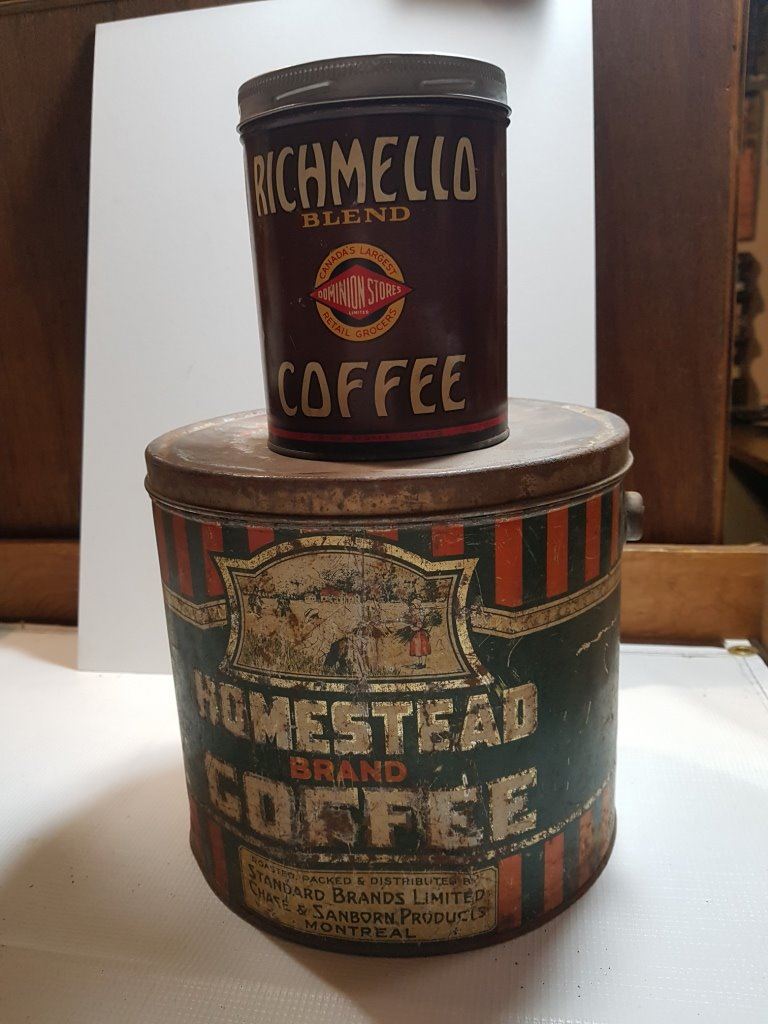 RICHMELLO
BLEND
CANADA'S LARGEST
DOMINION STORES
LIMITED
RETAIL GROCERS
COFFEE
HOMESTEAD
BRAND
COFFEE
ROASTED, PACKED & DISTRIBUTED BY
STANDARD BRANDS LIMITED
CHASE & SANBORN PRODUCTS
MONTREAL